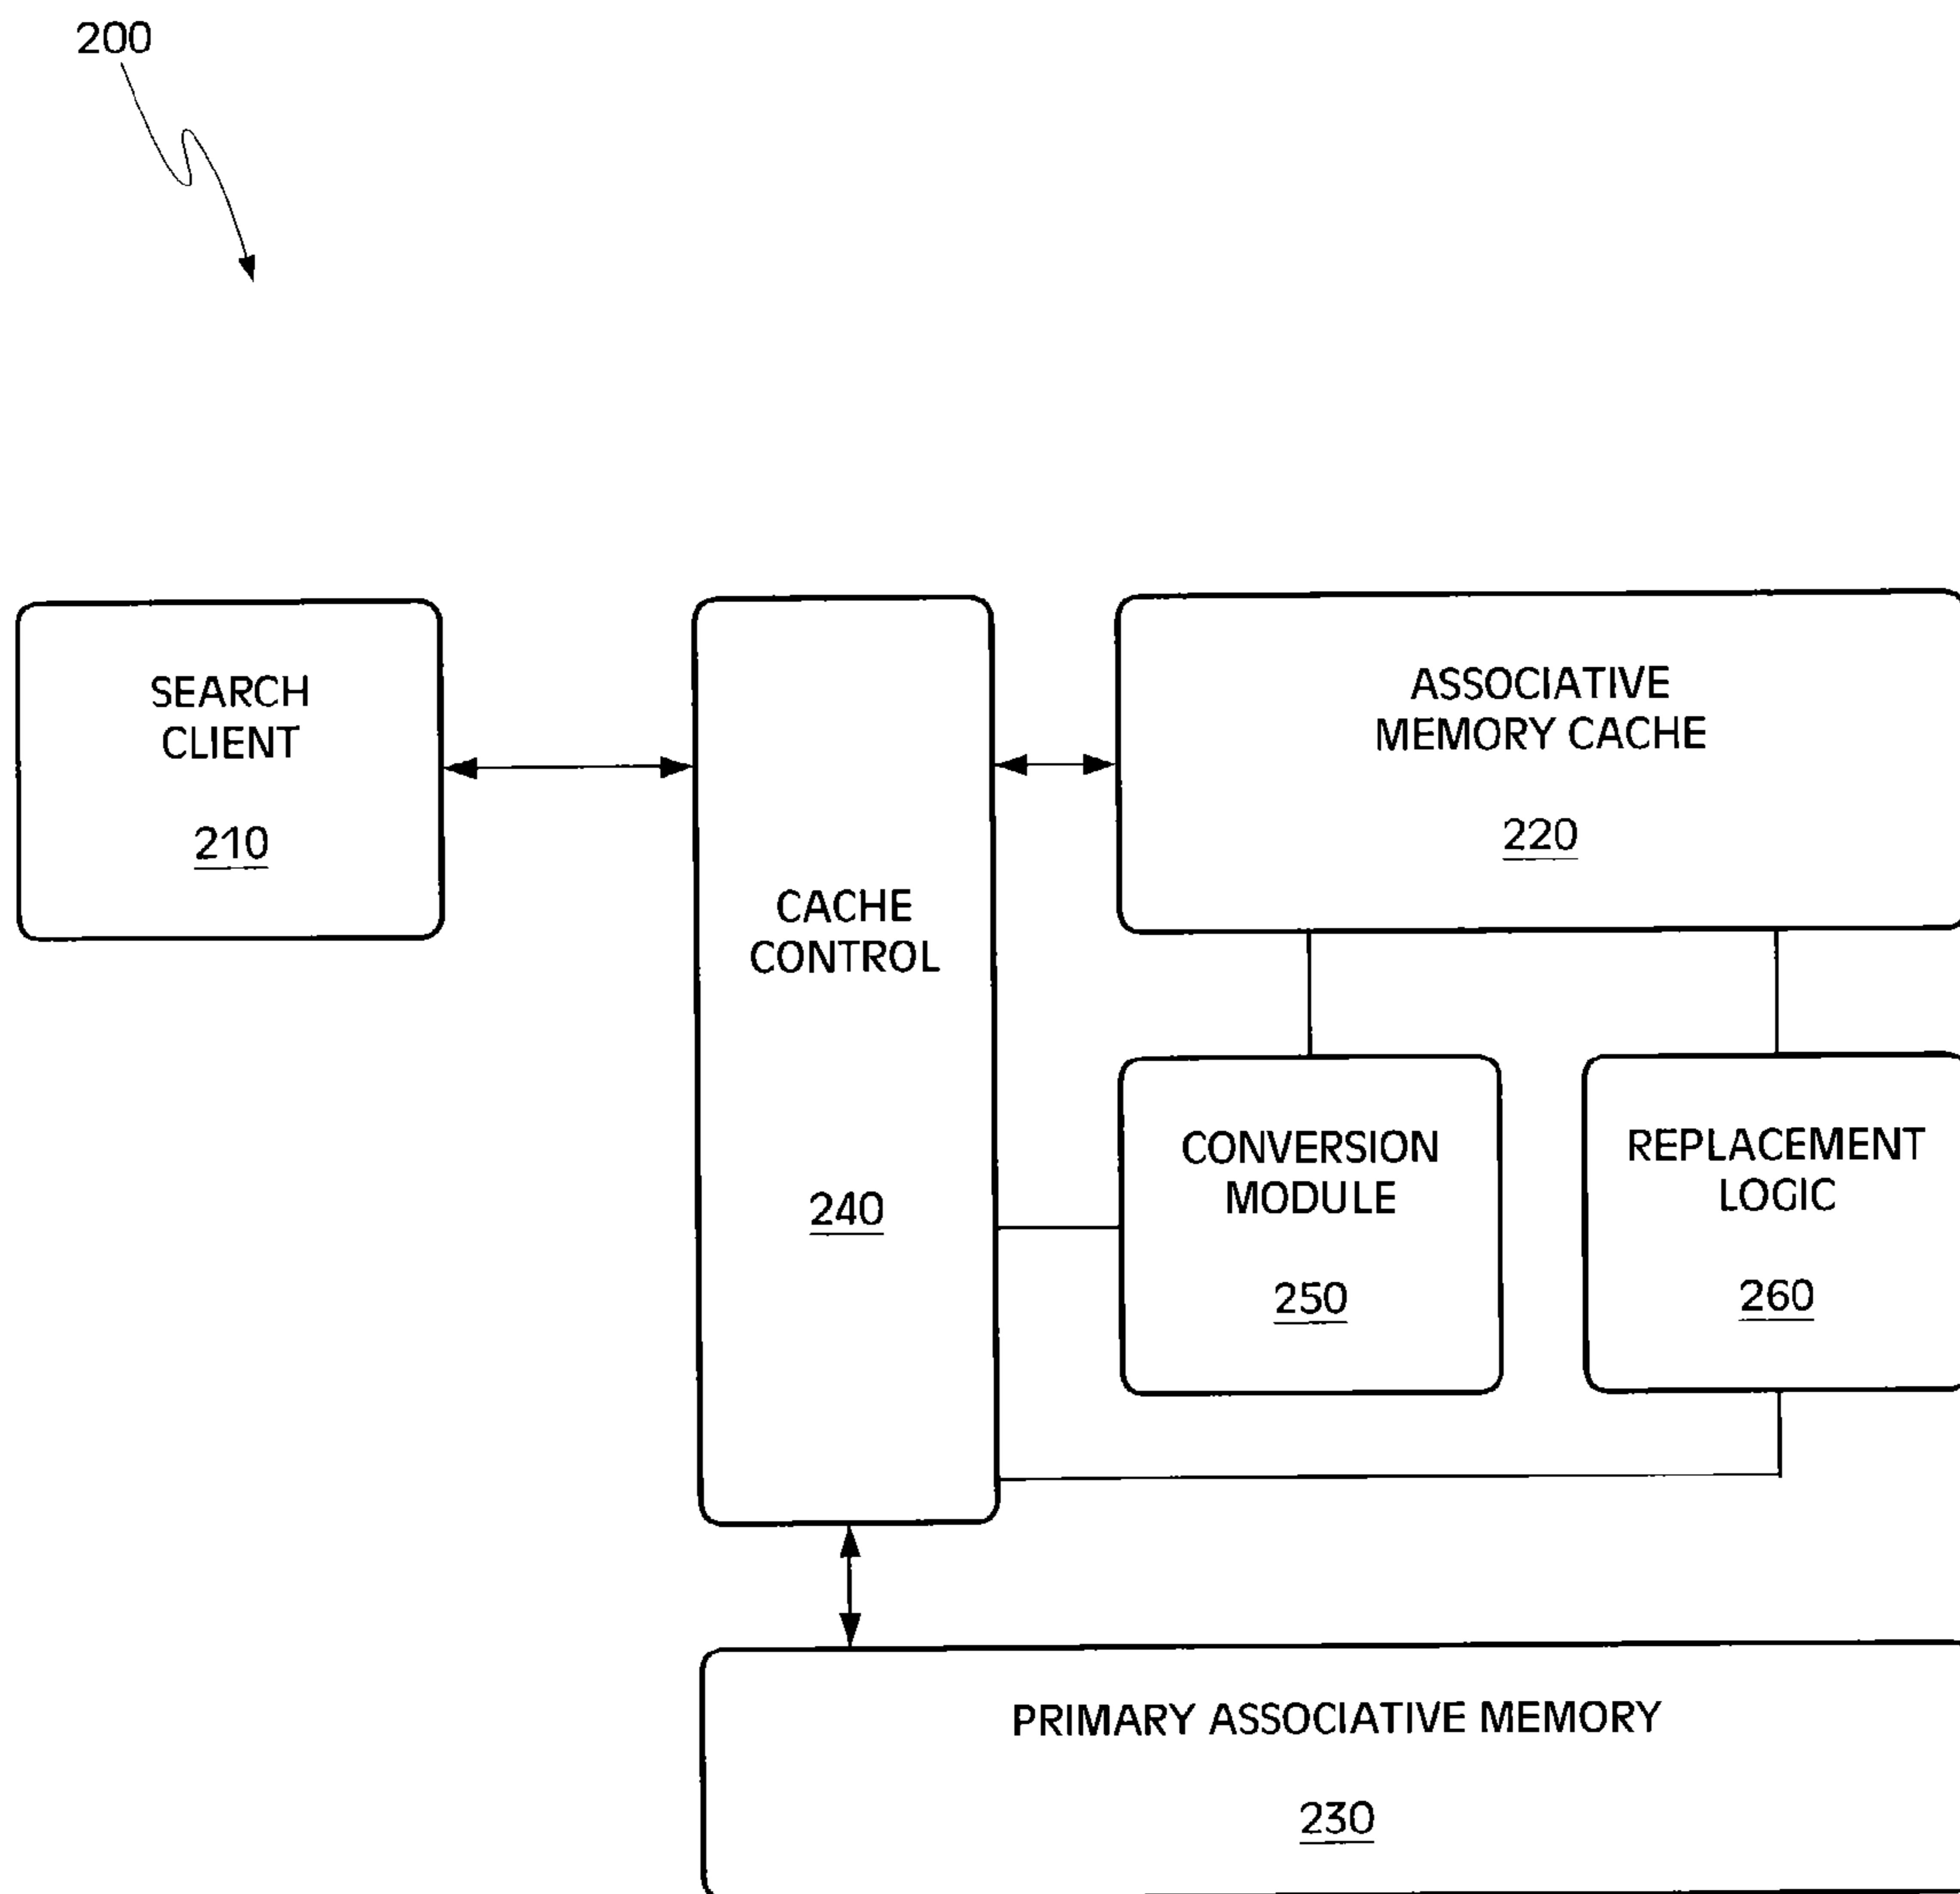 200
SEARCH
CLIENT
210
CACHE
CONTROL
240
ASSOCIATIVE
MEMORY CACHE
220
CONVERSION
MODULE
250
REPLACEMENT
LOGIC
260
PRIMARY ASSOCIATIVE MEMORY
230